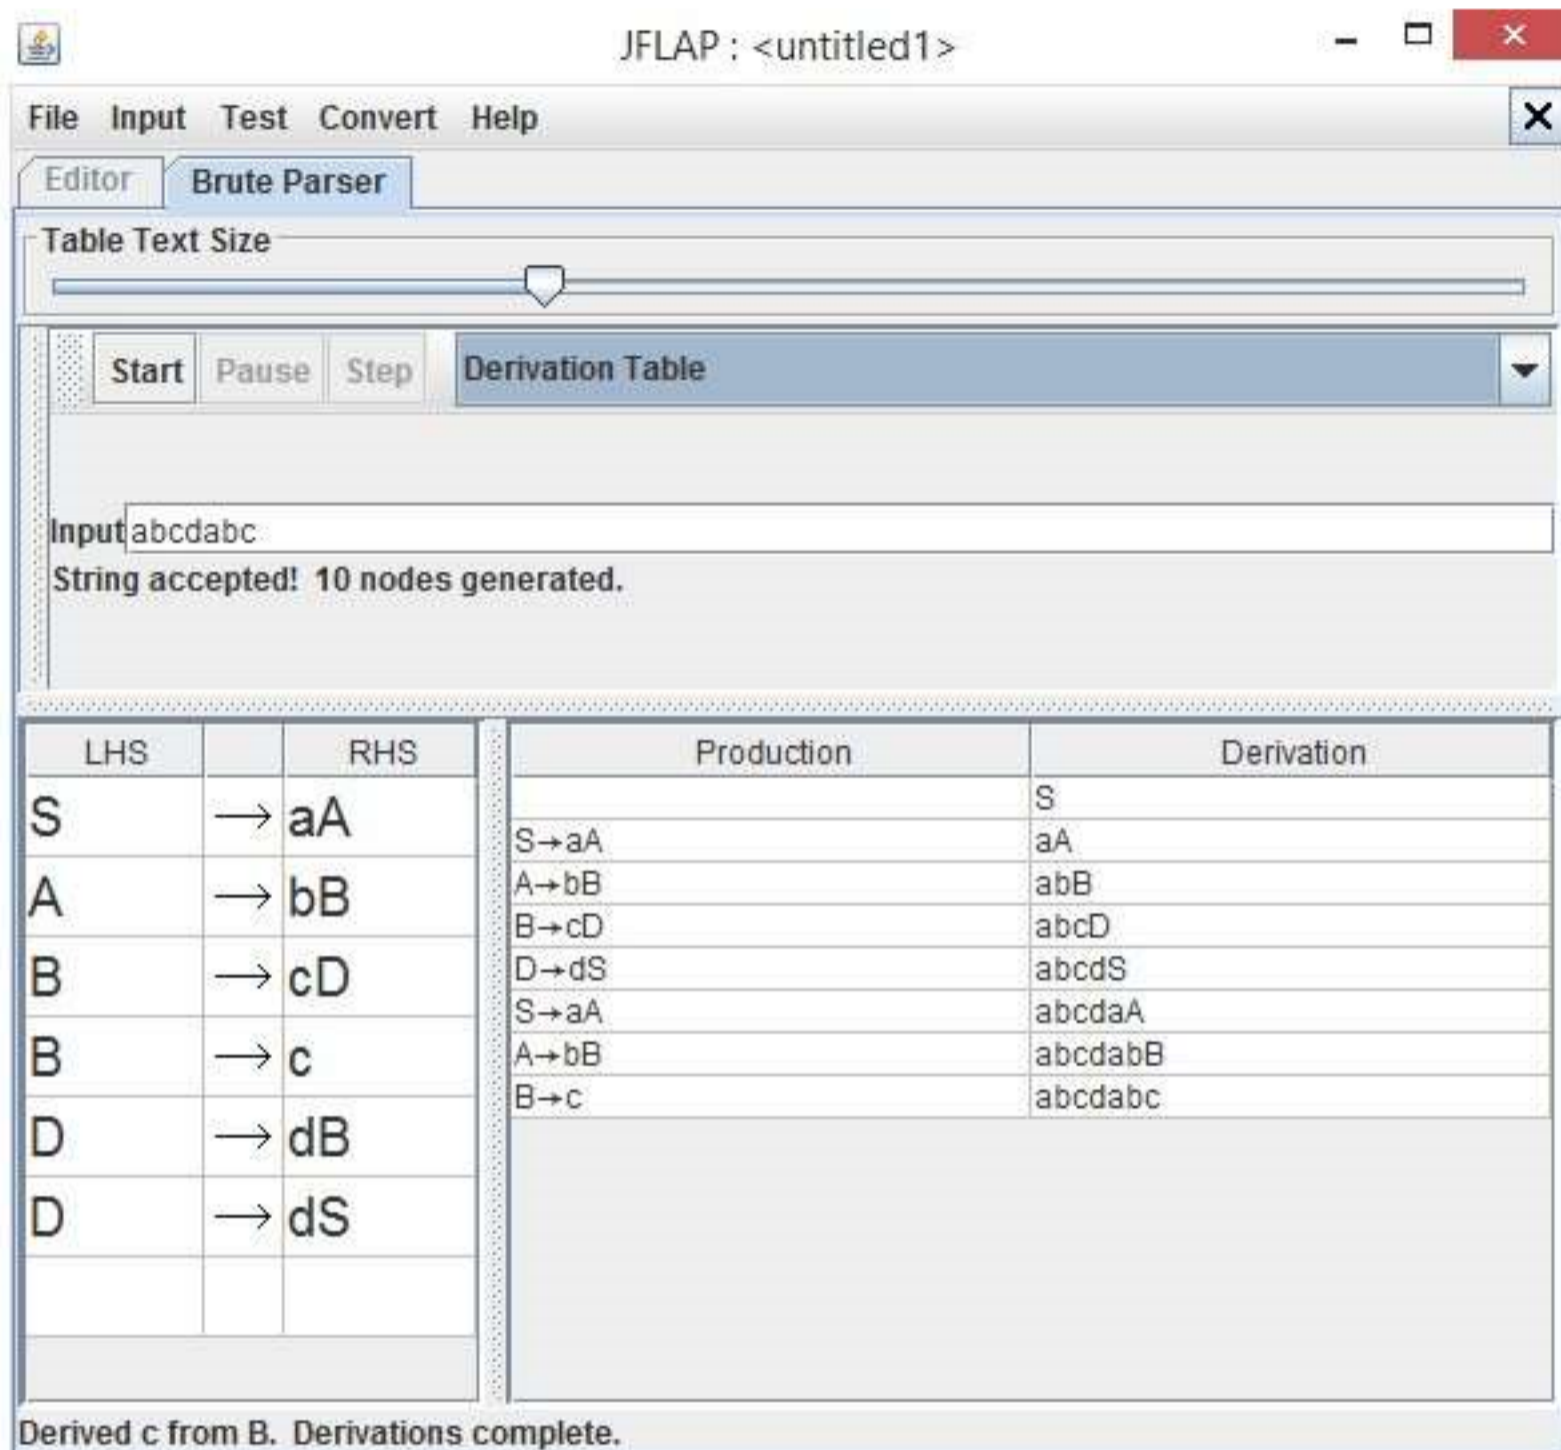 JFLAP : <untitled1>
File Input Test Convert Help
Editor Brute Parser
Table Text Size
Start Pause Step Derivation Table
Input abcdabc
String accepted! 10 nodes generated.
LHS RHS
S → aA
A → bB
B → cD
B → c
D → dB
D → dS
Production Derivation
S
S→aA aA
A→bB abB
B→cD abcD
D→dS abcdS
S→aA abcdaA
A→bB abcdabB
B→c abcdabc
Derived c from B. Derivations complete.